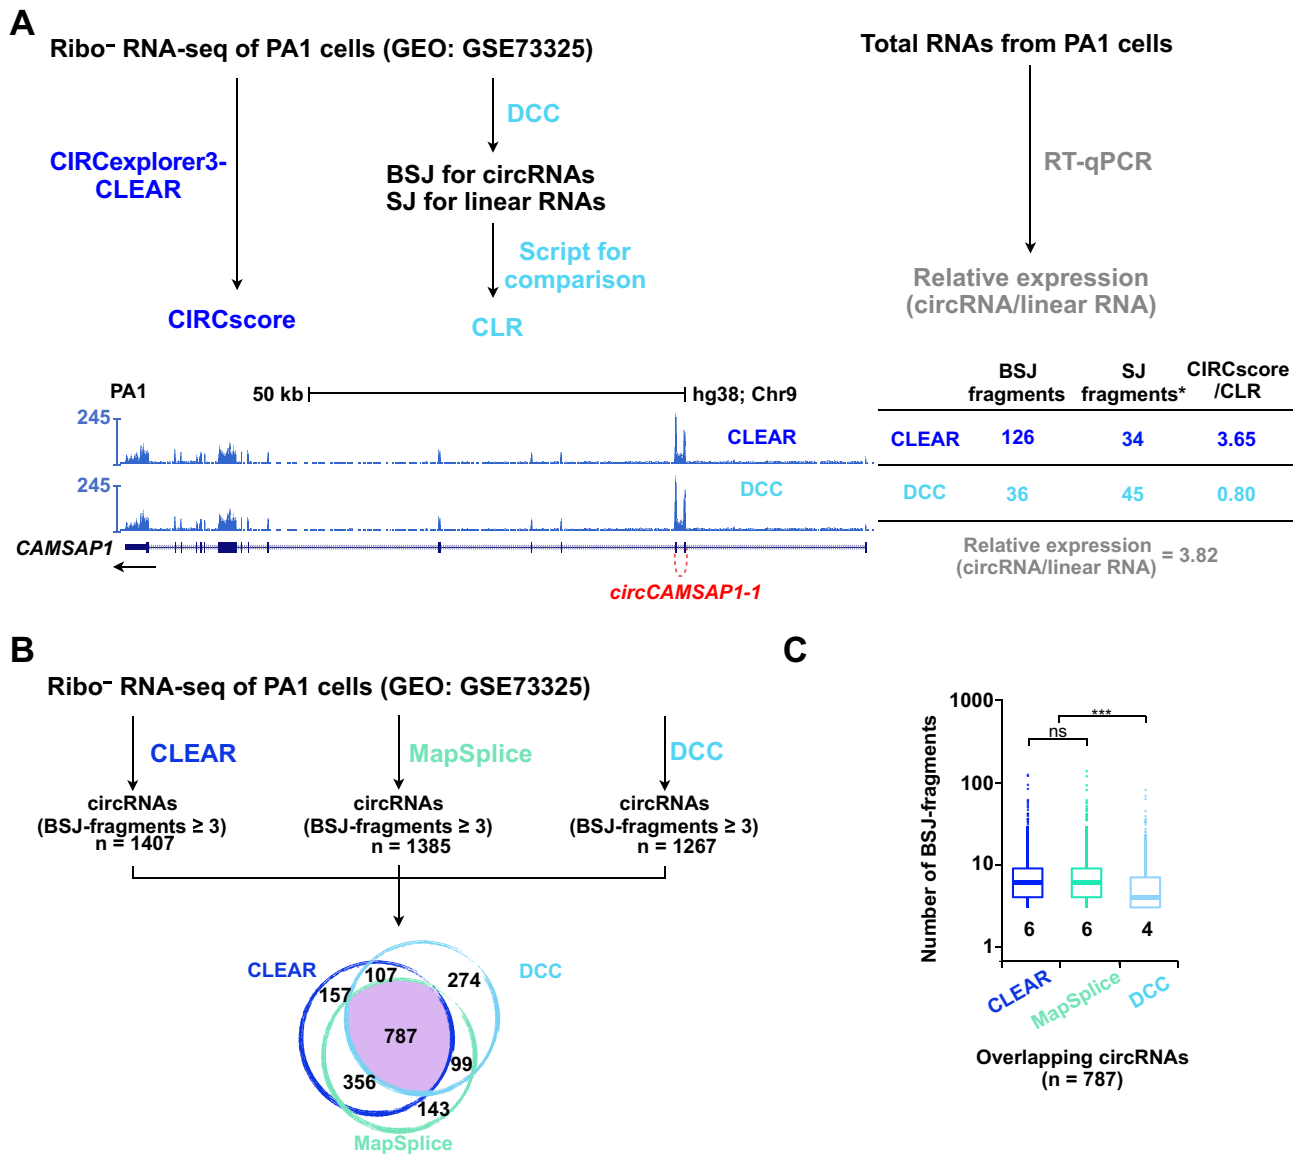 A
Ribo⁻ RNA-seq of PA1 cells (GEO: GSE73325)
Total RNAs from PA1 cells
CIRCexplorer3-
CLEAR
CIRCscore
DCC
BSJ for circRNAs
SJ for linear RNAs
Script for
comparison
CLR
RT-qPCR
Relative expression
(circRNA/linear RNA)
PA1
50 kb
hg38; Chr9
245
CLEAR
245
DCC
CAMSAP1
circCAMSAP1-1
BSJ
fragments
SJ
fragments*
CIRCscore
/CLR
CLEAR 126 34 3.65
DCC 36 45 0.80
Relative expression
(circRNA/linear RNA) = 3.82
B
Ribo⁻ RNA-seq of PA1 cells (GEO: GSE73325)
CLEAR
MapSplice
DCC
circRNAs
(BSJ-fragments ≥ 3)
n = 1407
circRNAs
(BSJ-fragments ≥ 3)
n = 1385
circRNAs
(BSJ-fragments ≥ 3)
n = 1267
CLEAR
DCC
107
274
157
787
99
356
143
MapSplice
C
Number of BSJ-fragments
1000
100
10
1
***
ns
6
6
4
CLEAR
MapSplice
DCC
Overlapping circRNAs
(n = 787)